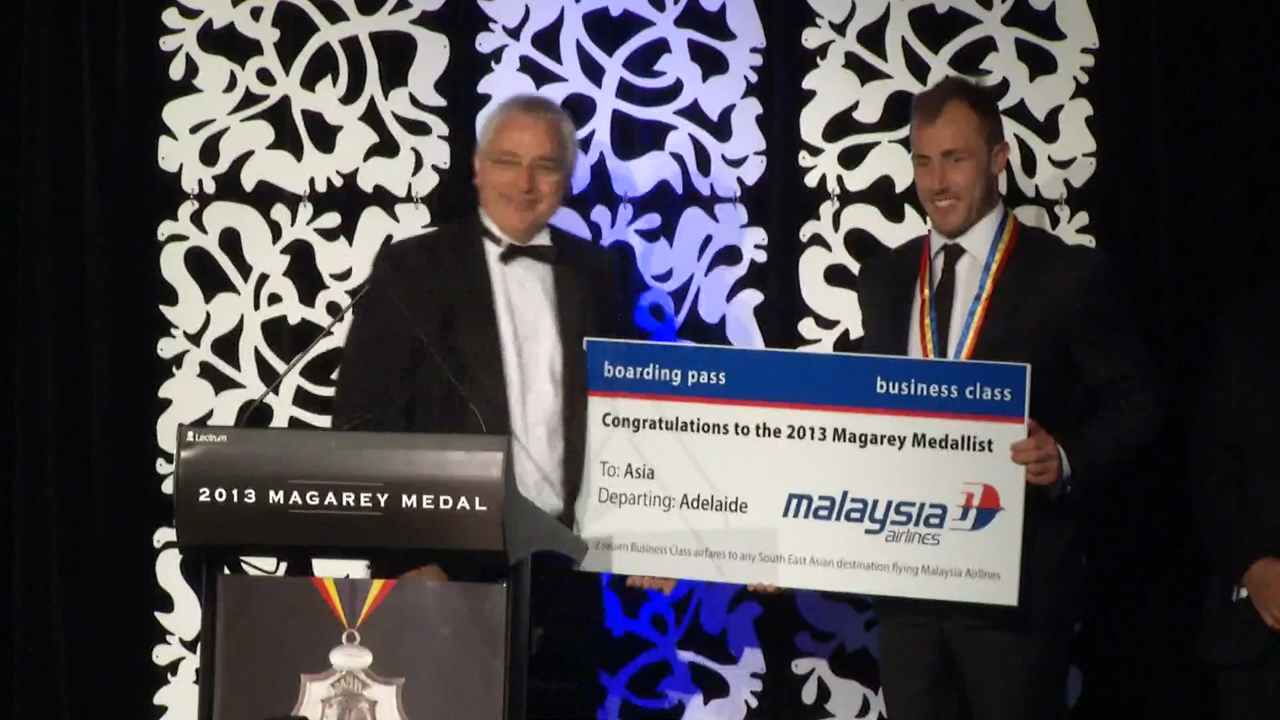 boarding pass
business class
Congratulations to the 2013 Magarey Medallist
To: Asia
Departing: Adelaide
malaysia
airlines
2 return Business Class airfares to any South East Asian destination flying Malaysia Airlines
Lectrum
2013 MAGAREY MEDAL